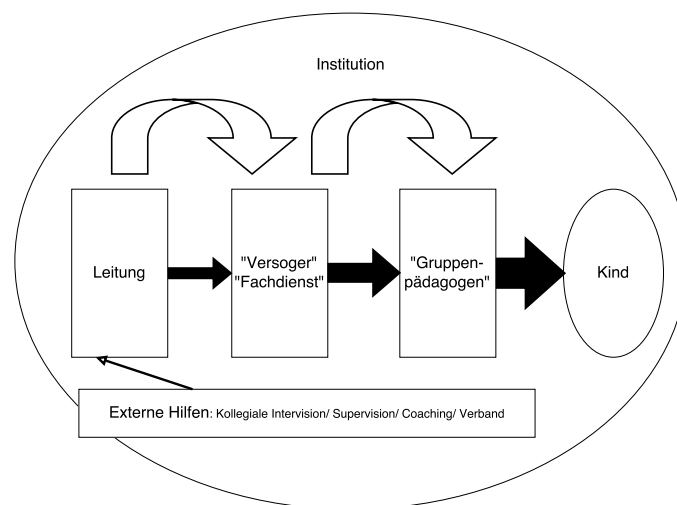 Institution
Leitung
"Versoger"
"Fachdienst"
"Gruppen-
pädagogen"
Kind
Externe Hilfen: Kollegiale Intervision/ Supervision/ Coaching/ Verband